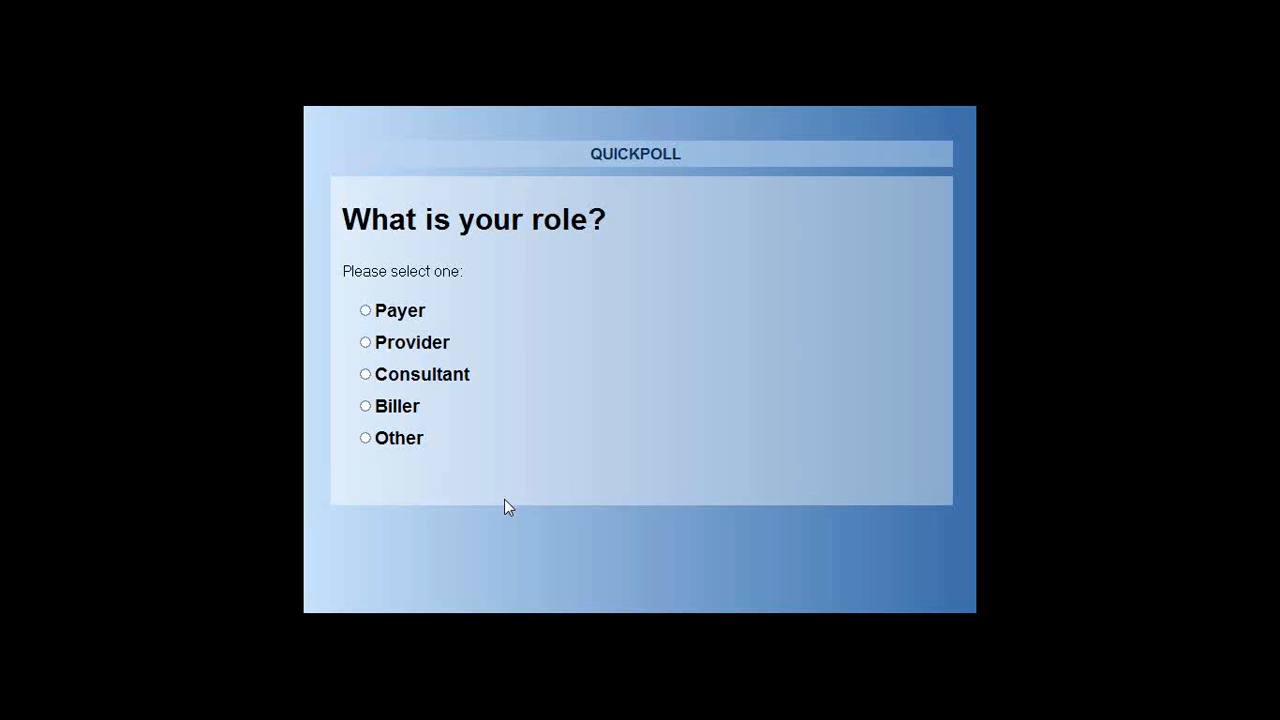 QUICKPOLL
What is your role?
Please select one:
Payer
Provider
Consultant
Biller
Other